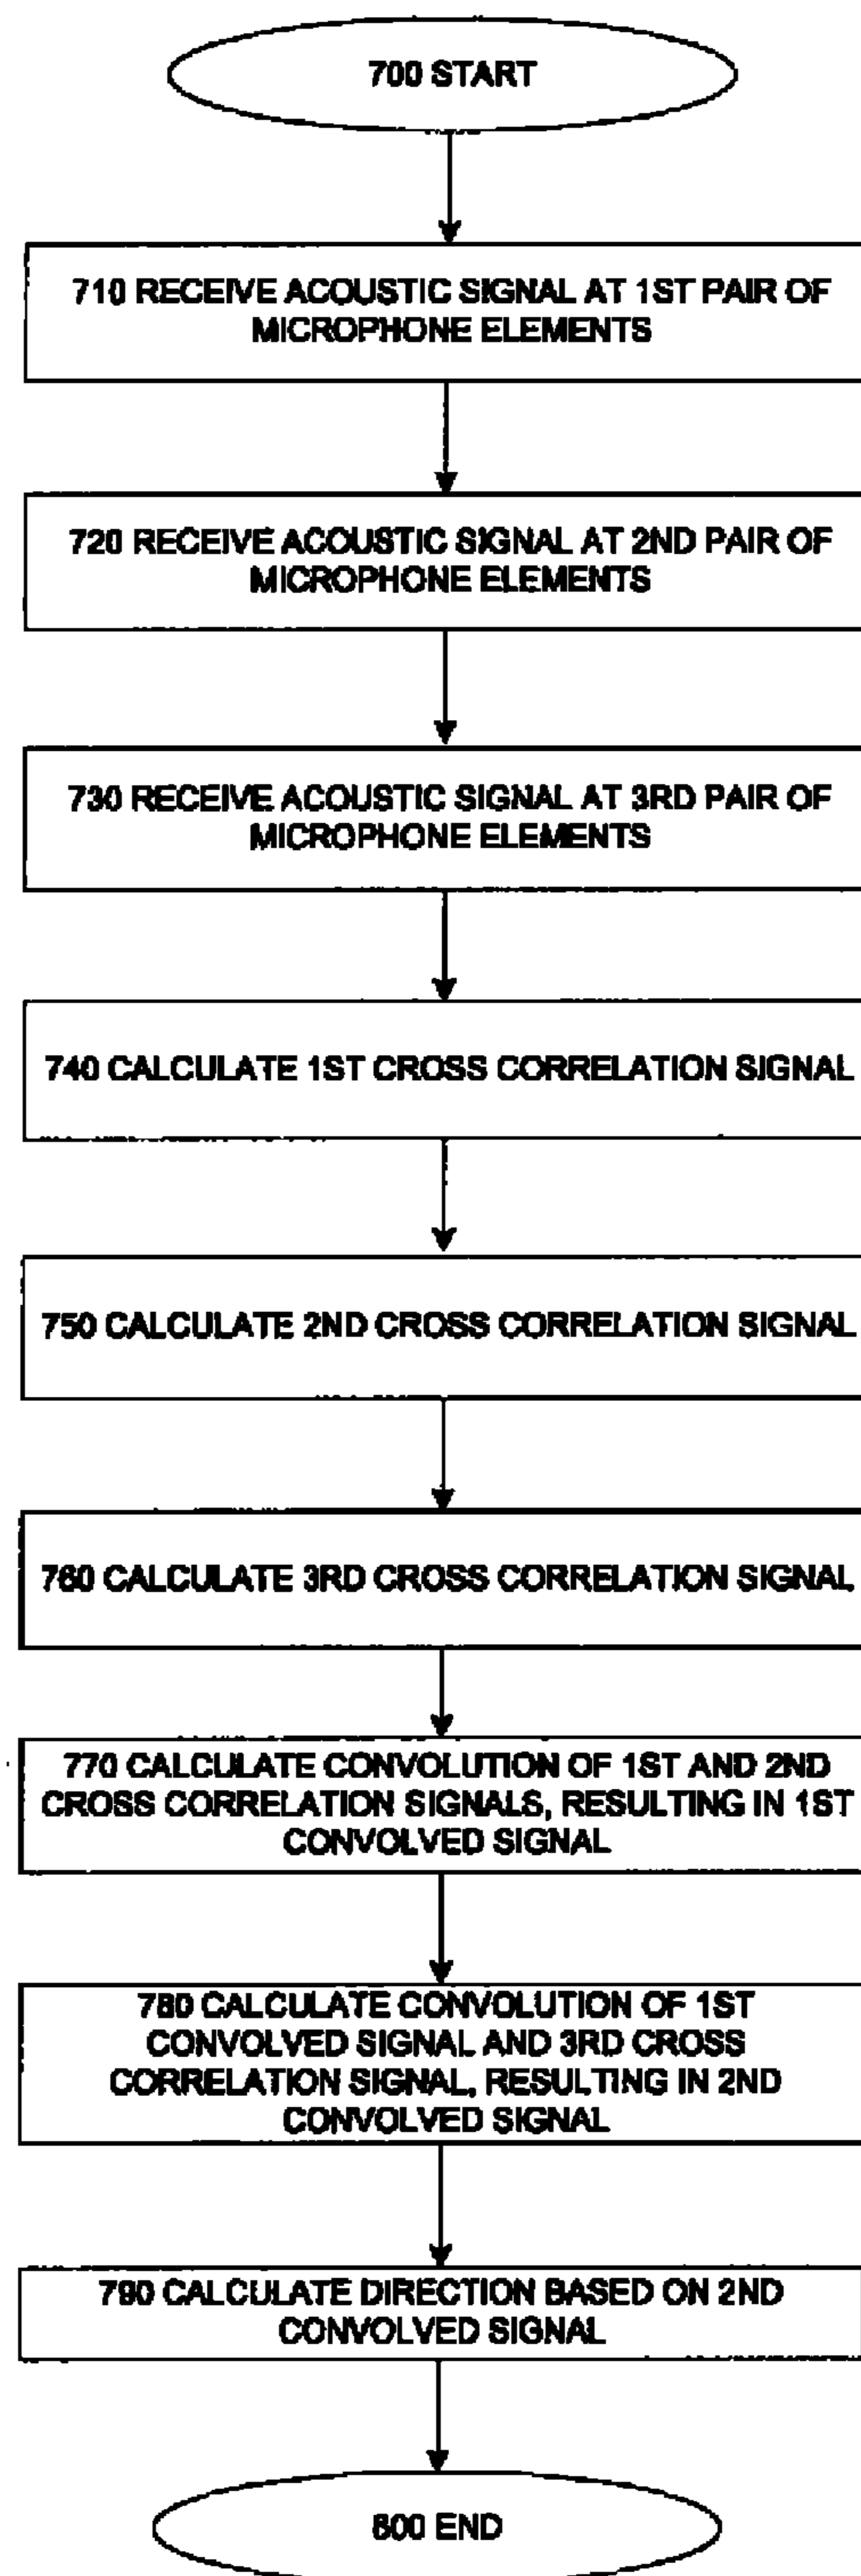 700 START
710 RECEIVE ACOUSTIC SIGNAL AT 1ST PAIR OF
MICROPHONE ELEMENTS
720 RECEIVE ACOUSTIC SIGNAL AT 2ND PAIR OF
MICROPHONE ELEMENTS
730 RECEIVE ACOUSTIC SIGNAL AT 3RD PAIR OF
MICROPHONE ELEMENTS
740 CALCULATE 1ST CROSS CORRELATION SIGNAL
750 CALCULATE 2ND CROSS CORRELATION SIGNAL
760 CALCULATE 3RD CROSS CORRELATION SIGNAL
770 CALCULATE CONVOLUTION OF 1ST AND 2ND
CROSS CORRELATION SIGNALS, RESULTING IN 1ST
CONVOLVED SIGNAL
780 CALCULATE CONVOLUTION OF 1ST
CONVOLVED SIGNAL AND 3RD CROSS
CORRELATION SIGNAL, RESULTING IN 2ND
CONVOLVED SIGNAL
790 CALCULATE DIRECTION BASED ON 2ND
CONVOLVED SIGNAL
800 END